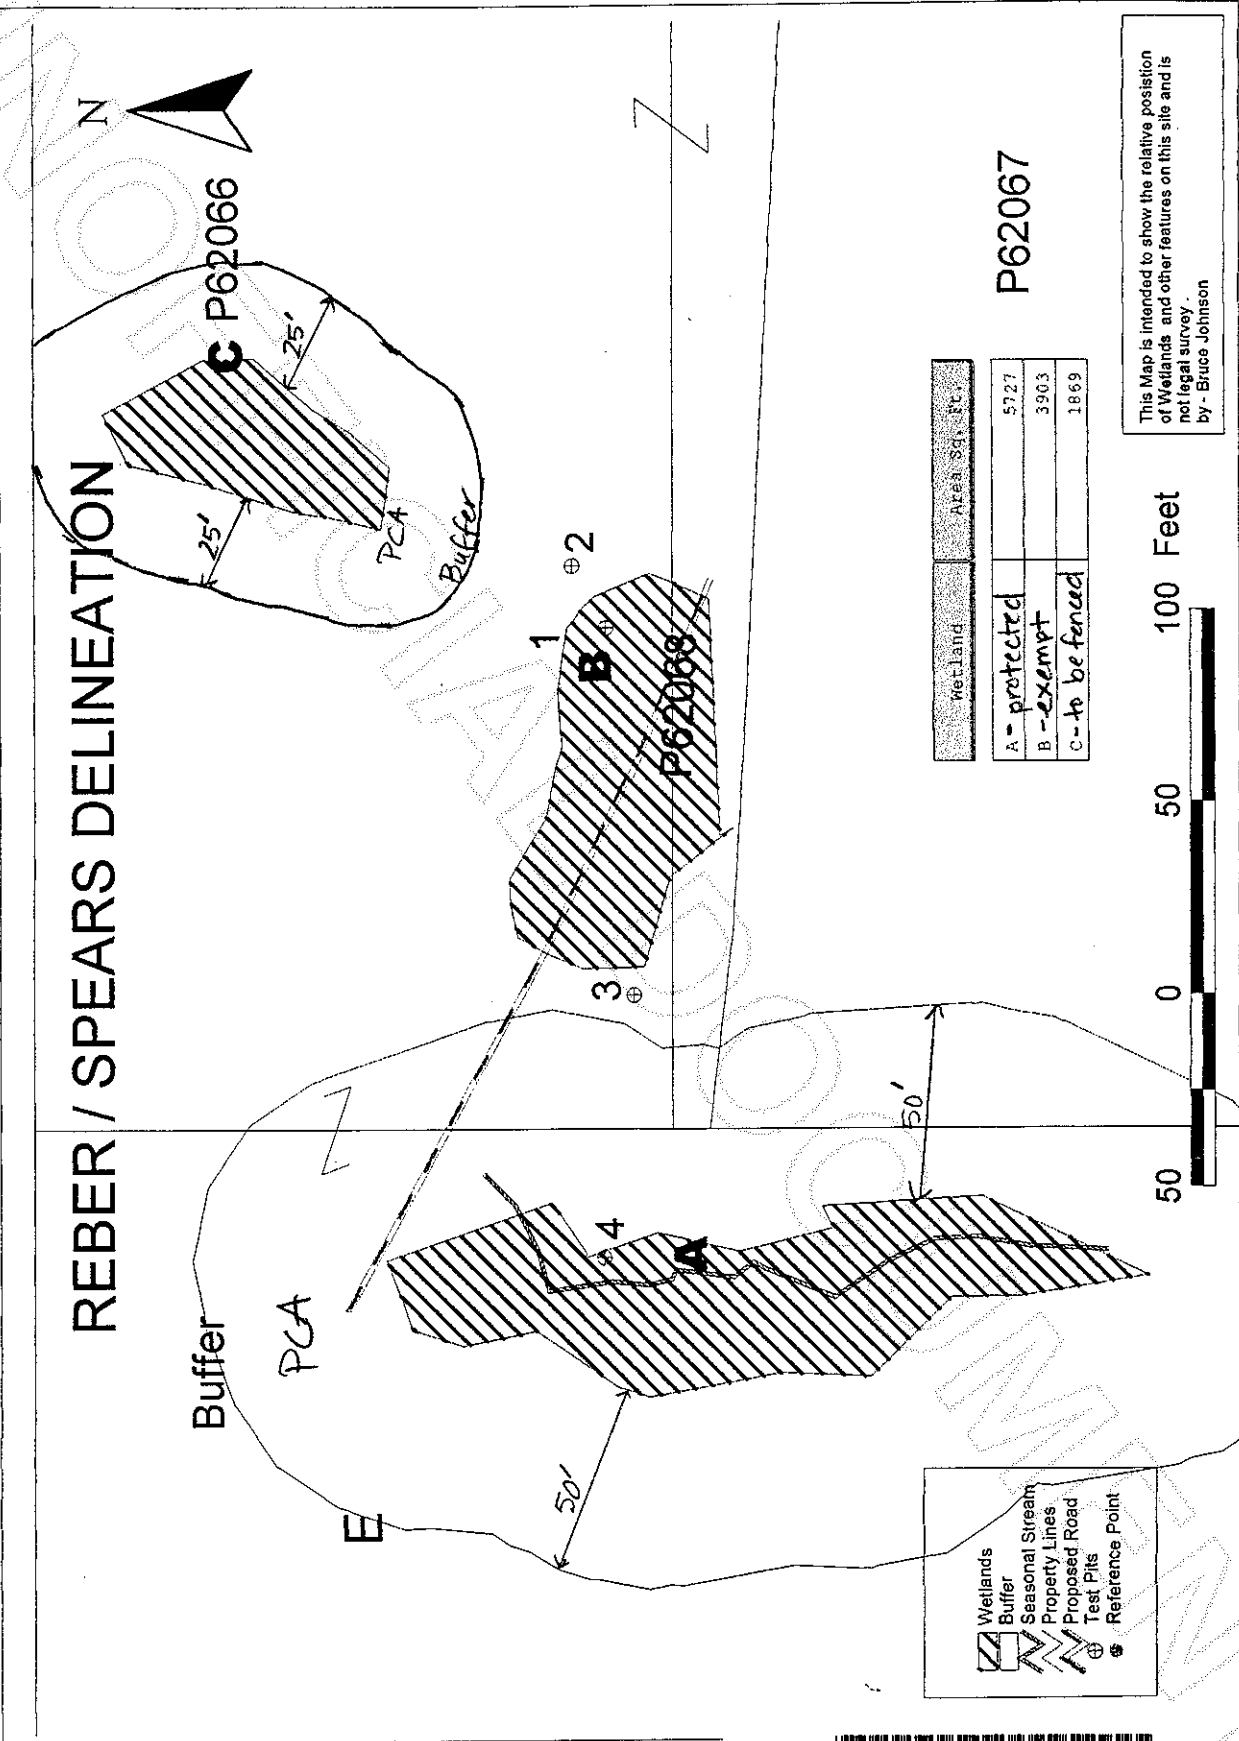 REBER / SPEARS DELINEATION
N
Buffer
PCA
E
50'
50'
A
4
3
B
1
2
P62068
C P62066
25'
25'
PCA
Buffer
P62067
Wetland Area Sq. Ft.
A - protected 5727
B - exempt 3903
C - to be fenced 1869
Wetlands
Buffer
Seasonal Stream
Property Lines
Proposed Road
Test Pits
Reference Point
50 0 50 100 Feet
This Map is intended to show the relative posistion
of Wetlands and other features on this site and is
not legal survey.
by - Bruce Johnson
UNOFFICIAL DOCUMENT